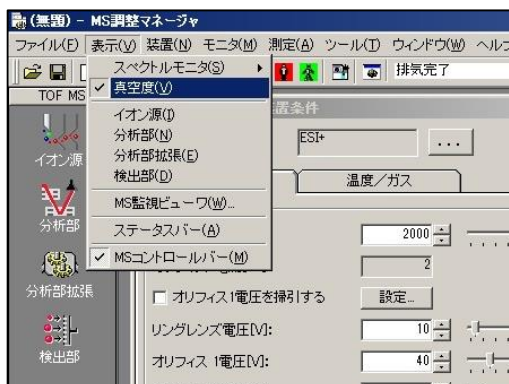 (無題) - MS調整マネージャ
ファイル(F) 表示(V) 装置(N) モニタ(M) 測定(A) ツール(T) ウィンドウ(W) ヘルプ
排気完了
TOF MS
スペクトルモニタ(S)
真空度(V)
イオン源(I)
分析部(N)
分析部拡張(E)
検出部(D)
MS監視ビューワ(W)...
ステータスバー(A)
MSコントロールバー(M)
イオン源
分析部
分析部拡張
検出部
置条件
ESI+
...
温度/ガス
2000
2
オリフィス1電圧を掃引する
設定...
リングレンズ電圧[V]:
10
オリフィス 1電圧[V]:
40